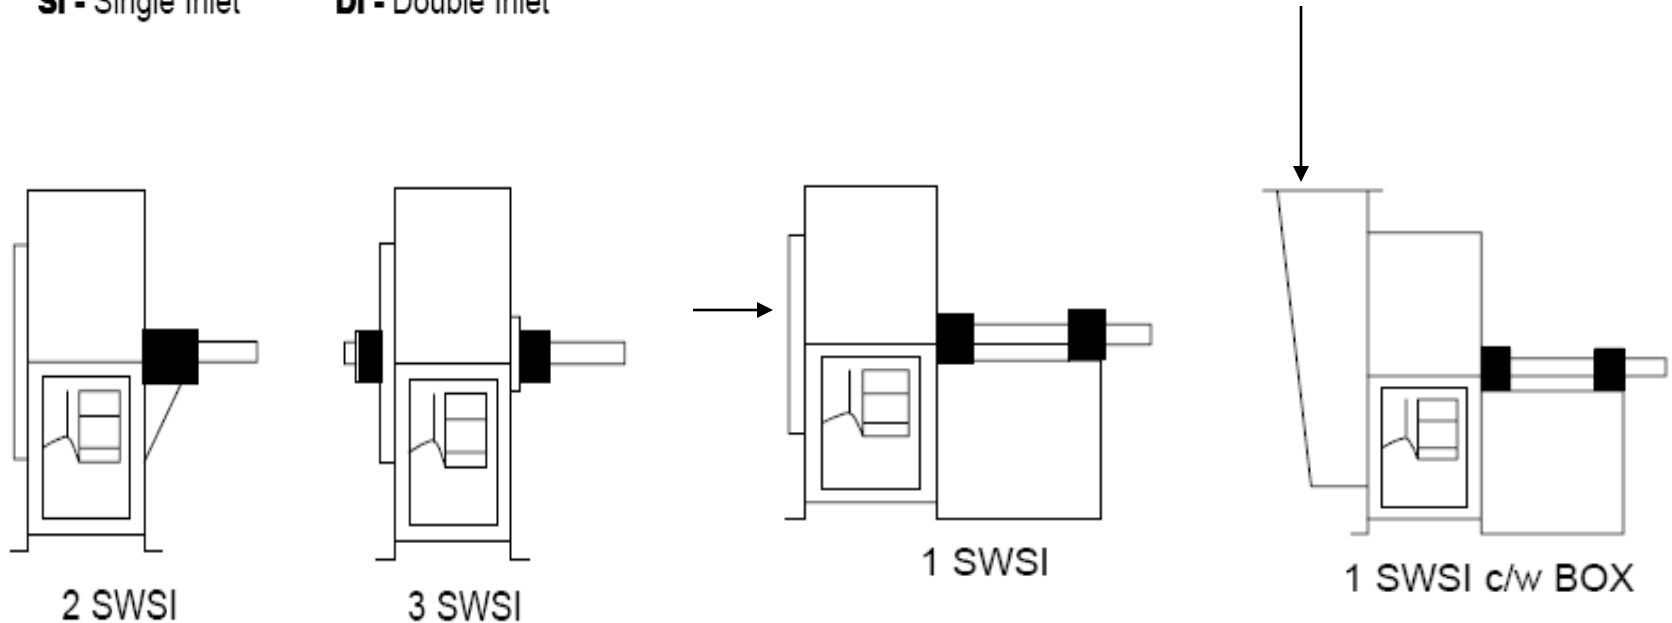 SI - Single Inlet DI - Double Inlet
2 SWSI
3 SWSI
1 SWSI
1 SWSI c/w BOX